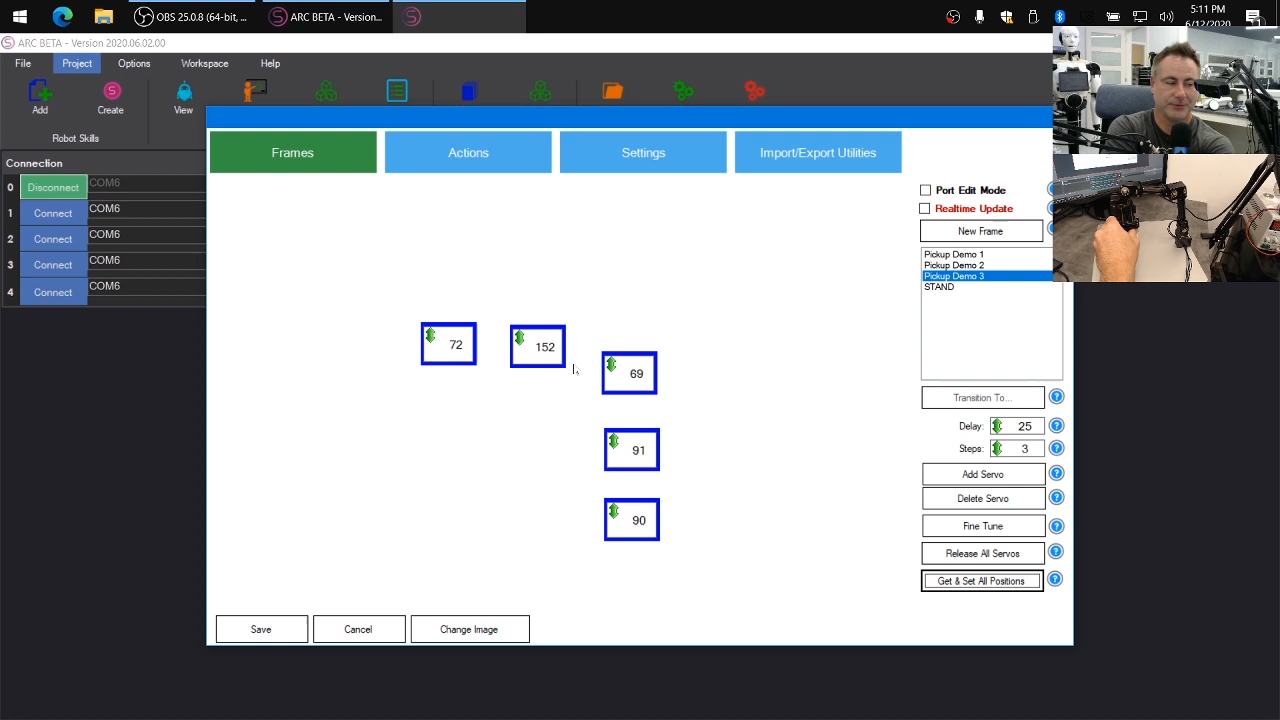 OBS 25.0.8 (64-bit, ...
ARC BETA - Version...
5:11 PM
6/12/2020
ARC BETA - Version 2020.06.02.00
File Project Options Workspace Help
Add Create View
Robot Skills
Connection
0 Disconnect COM6
1 Connect COM6
2 Connect COM6
3 Connect COM6
4 Connect COM6
Frames Actions Settings Import/Export Utilities
Port Edit Mode
Realtime Update
New Frame
Pickup Demo 1
Pickup Demo 2
Pickup Demo 3
STAND
72
152
69
91
90
Transition To...
Delay: 25
Steps: 3
Add Servo
Delete Servo
Fine Tune
Release All Servos
Get & Set All Positions
Save Cancel Change Image